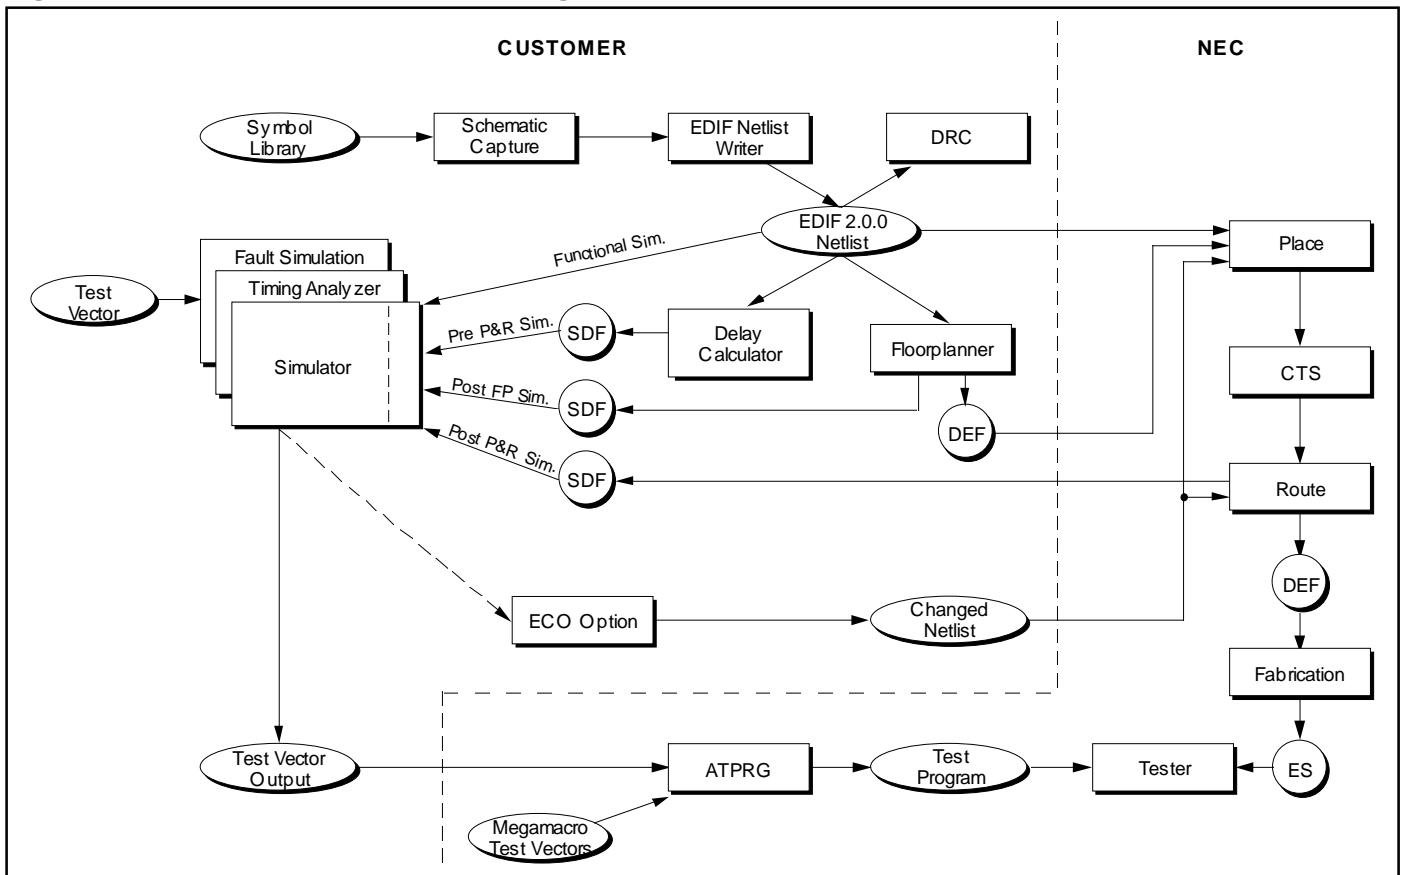 CUSTOMER
NEC
Symbol
Library
Schematic
Capture
EDIF Netlist
Writer
DRC
EDIF 2.0.0
Netlist
Place
Functional Sim.
Fault Simulation
Timing Analyzer
Simulator
Test
Vector
Pre P&R Sim.
SDF
Delay
Calculator
Floorplanner
CTS
Post FP Sim.
SDF
DEF
Post P&R Sim.
SDF
Route
DEF
ECO Option
Changed
Netlist
Fabrication
Test Vector
Output
ATPRG
Test
Program
Tester
ES
Megamacro
Test Vectors